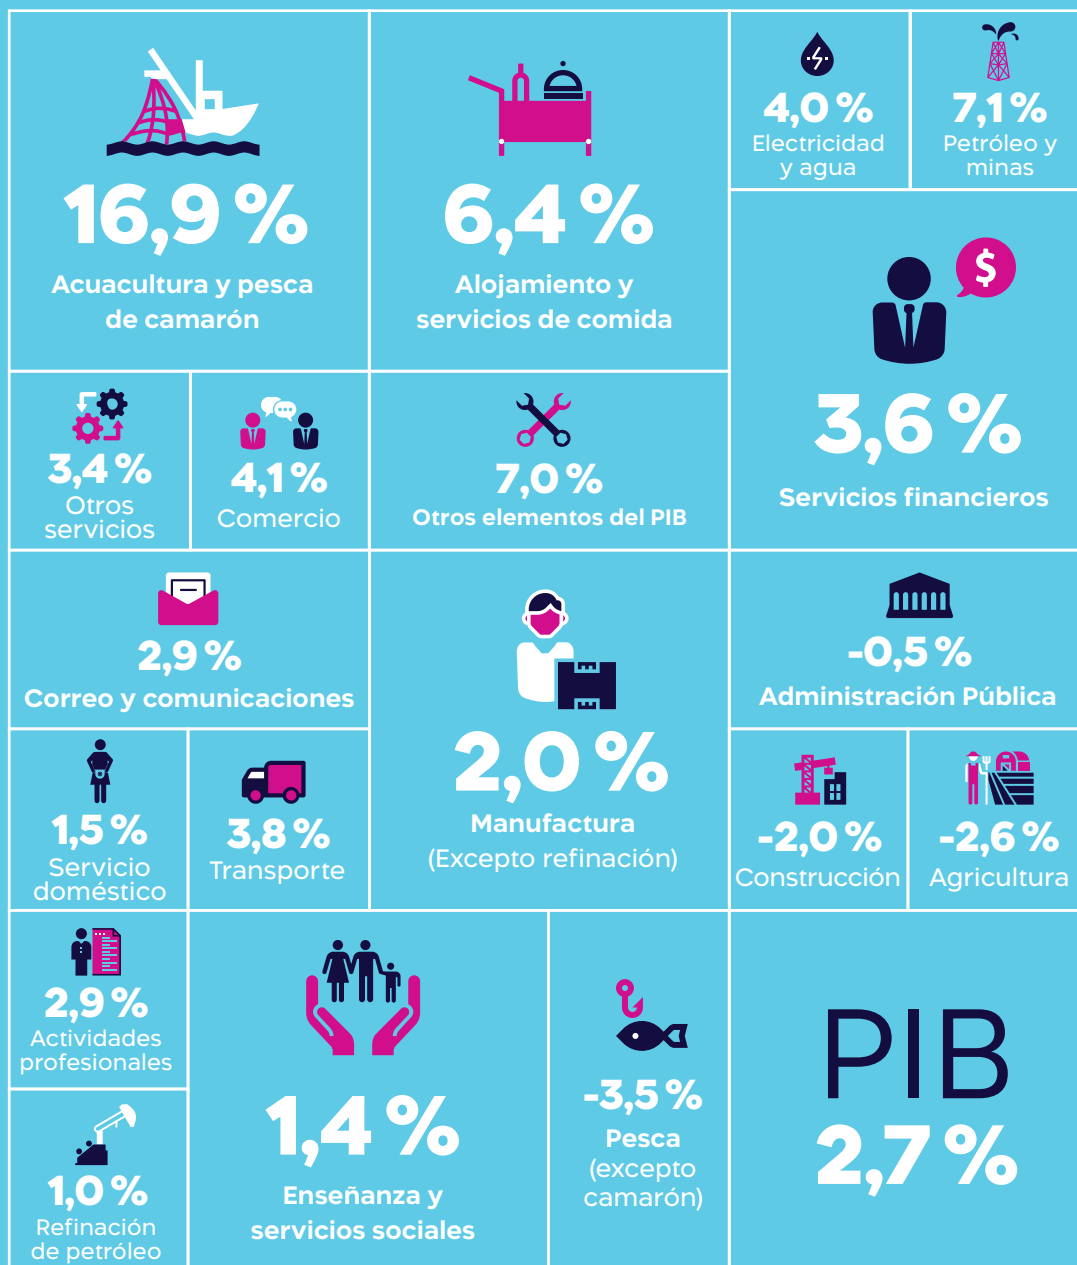 16,9 %
Acuacultura y pesca
de camarón
6,4 %
Alojamiento y
servicios de comida
4,0 %
Electricidad
y agua
7,1 %
Petróleo y
minas
$
3,6 %
Servicios financieros
3,4 %
Otros
servicios
4,1 %
Comercio
7,0 %
Otros elementos del PIB
2,9 %
Correo y comunicaciones
2,0 %
Manufactura
(Excepto refinación)
-0,5 %
Administración Pública
1,5 %
Servicio
doméstico
3,8 %
Transporte
-2,0 %
Construcción
-2,6 %
Agricultura
2,9 %
Actividades
profesionales
1,0 %
Refinación
de petróleo
1,4 %
Enseñanza y
servicios sociales
-3,5 %
Pesca
(excepto
camarón)
PIB
2,7 %